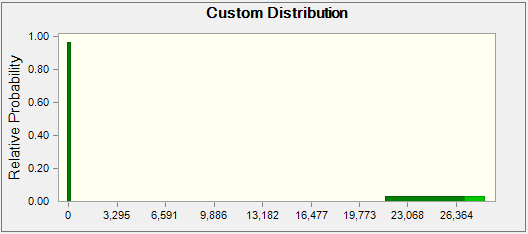 Custom Distribution
Relative Probability
1.00
0.80
0.60
0.40
0.20
0.00
0 3,295 6,591 9,886 13,182 16,477 19,773 23,068 26,364